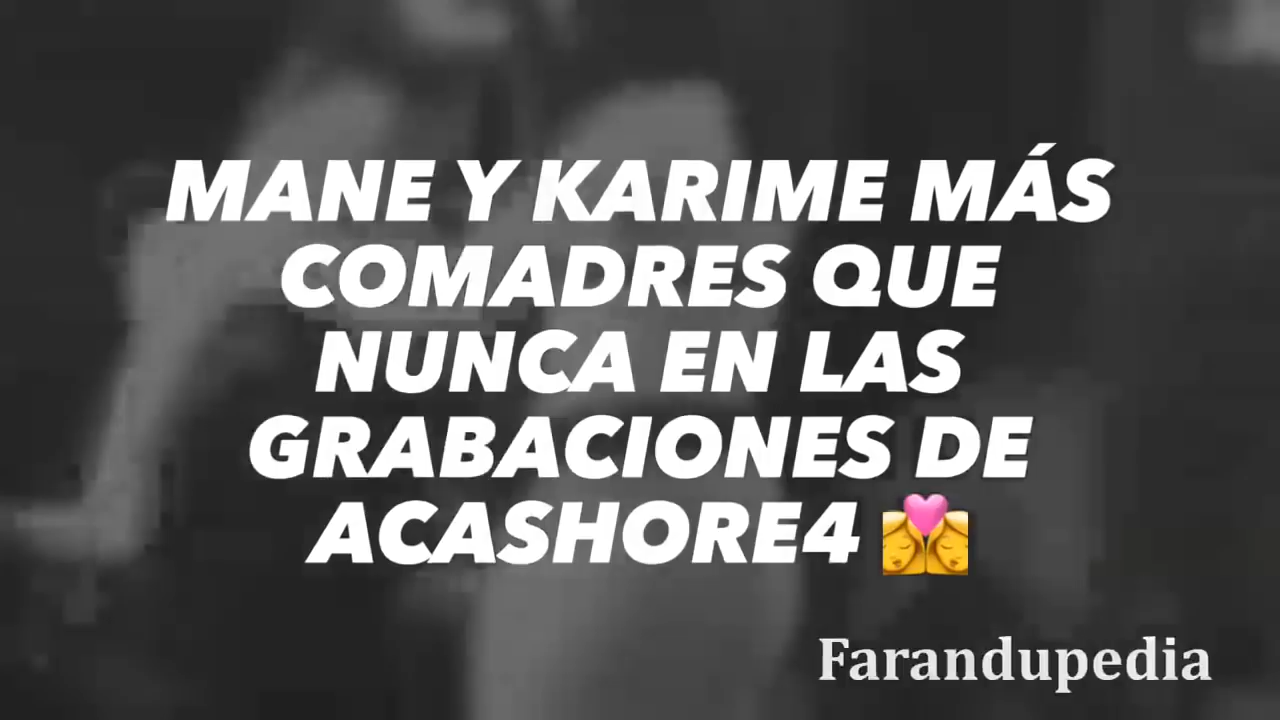 MANE Y KARIME MÁS
COMADRES QUE
NUNCA EN LAS
GRABACIONES DE
ACASHORE4 👩‍❤️‍💋‍👩
Farandupedia